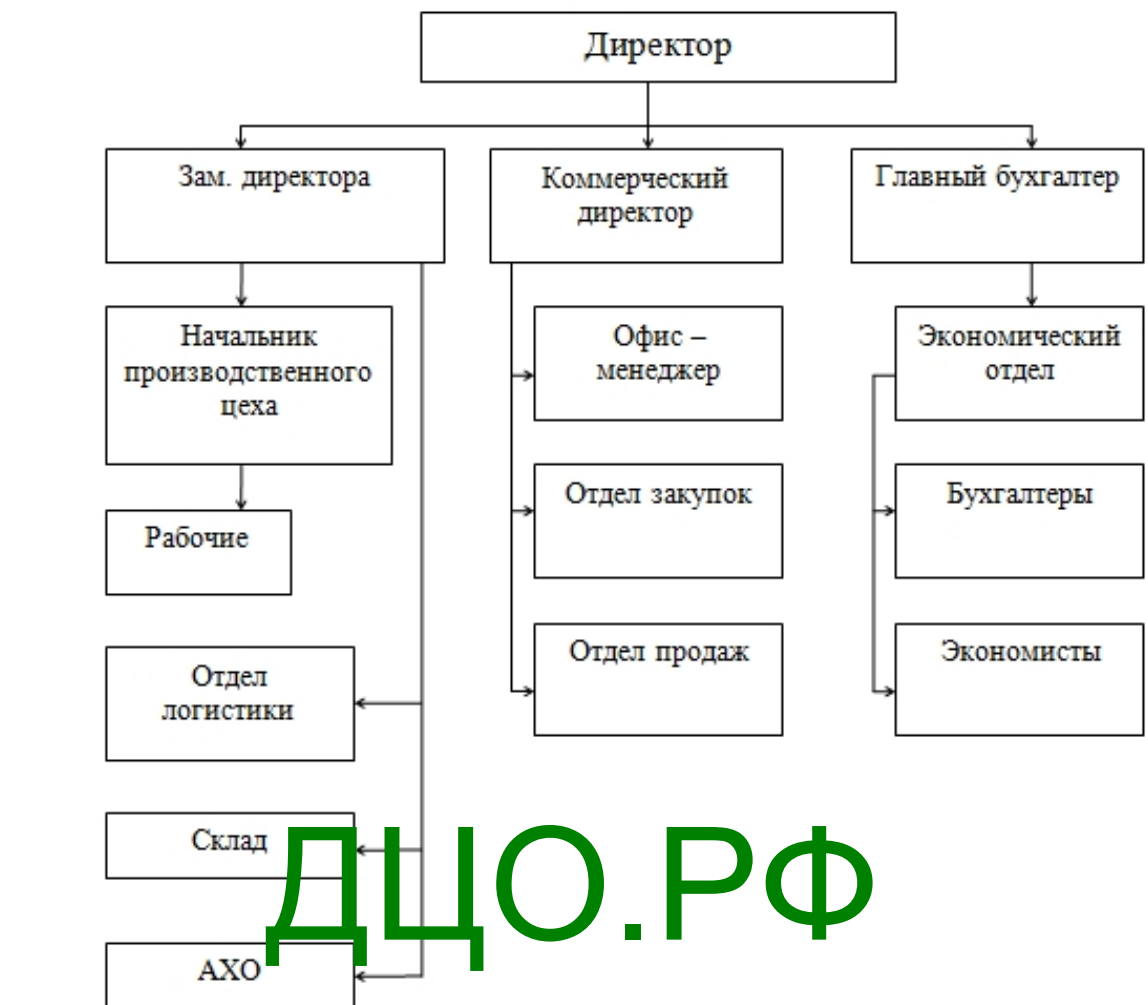 Директор
Зам. директора
Коммерческий
директор
Главный бухгалтер
Начальник
производственного
цеха
Офис –
менеджер
Экономический
отдел
Рабочие
Отдел закупок
Бухгалтеры
Отдел
логистики
Отдел продаж
Экономисты
Склад
ДЦО.РФ
АХО